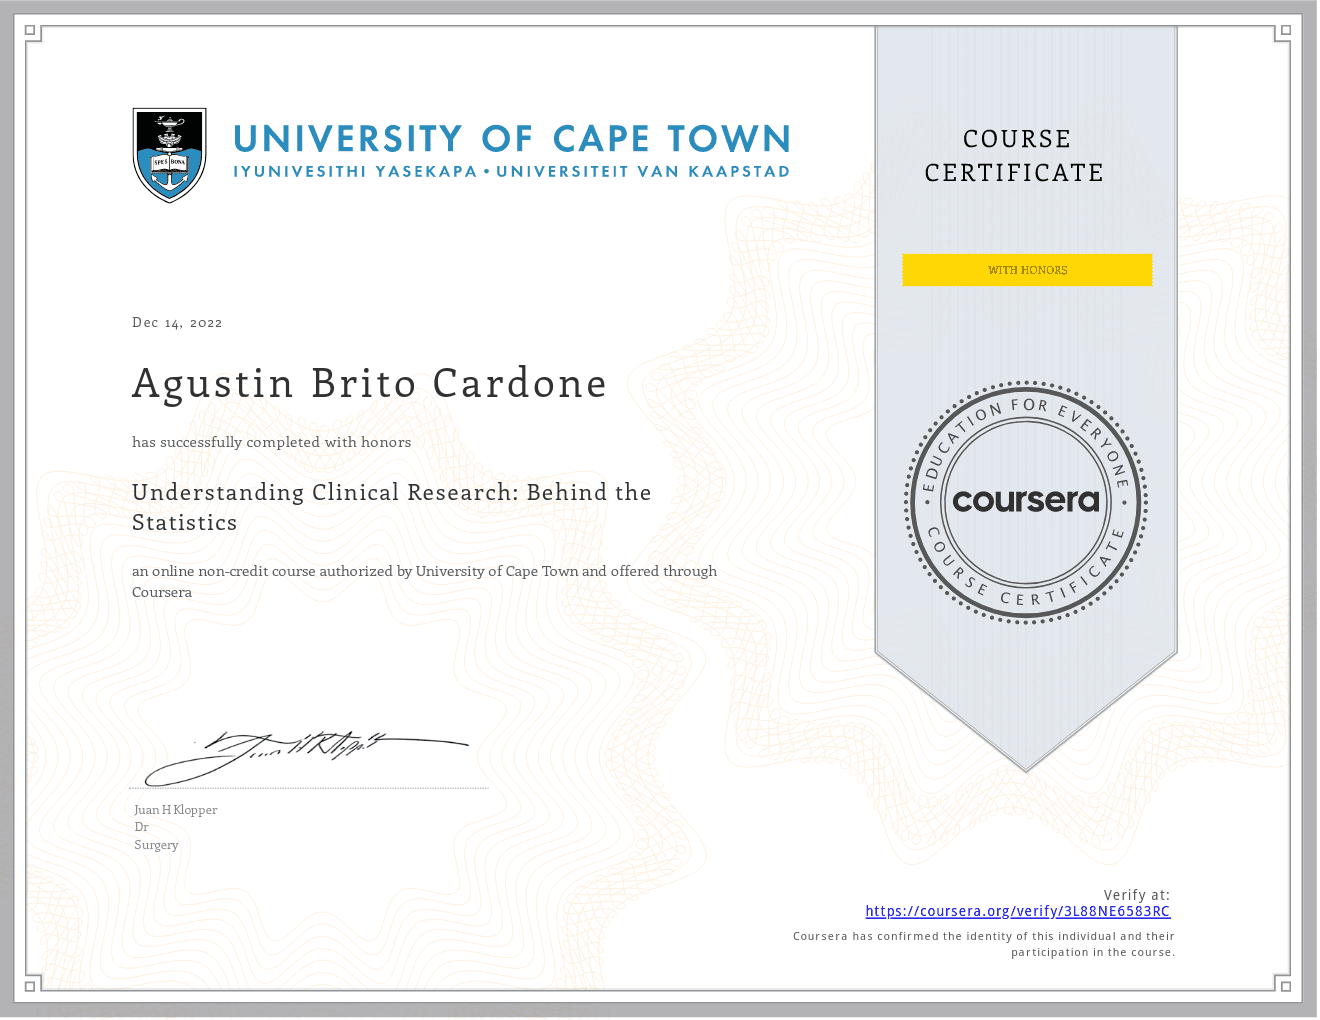 SPES BONA
UNIVERSITY OF CAPE TOWN
IYUNIVESITHI YASEKAPA • UNIVERSITEIT VAN KAAPSTAD
COURSE
CERTIFICATE
WITH HONORS
Dec 14, 2022
Agustin Brito Cardone
has successfully completed with honors
Understanding Clinical Research: Behind the
Statistics
an online non-credit course authorized by University of Cape Town and offered through
Coursera
• EDUCATION FOR EVERYONE •
coursera
COURSE CERTIFICATE
Juan H Klopper
Juan H Klopper
Dr
Surgery
Verify at:
https://coursera.org/verify/3L88NE6583RC
Coursera has confirmed the identity of this individual and their
participation in the course.